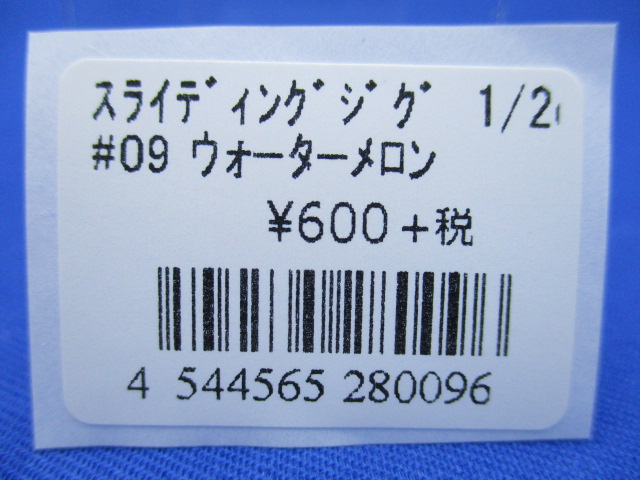 ｽﾗｲﾃﾞｨﾝｸﾞｼﾞｸﾞ 1/2
#09 ウォーターメロン
¥600+税
4 544565 280096